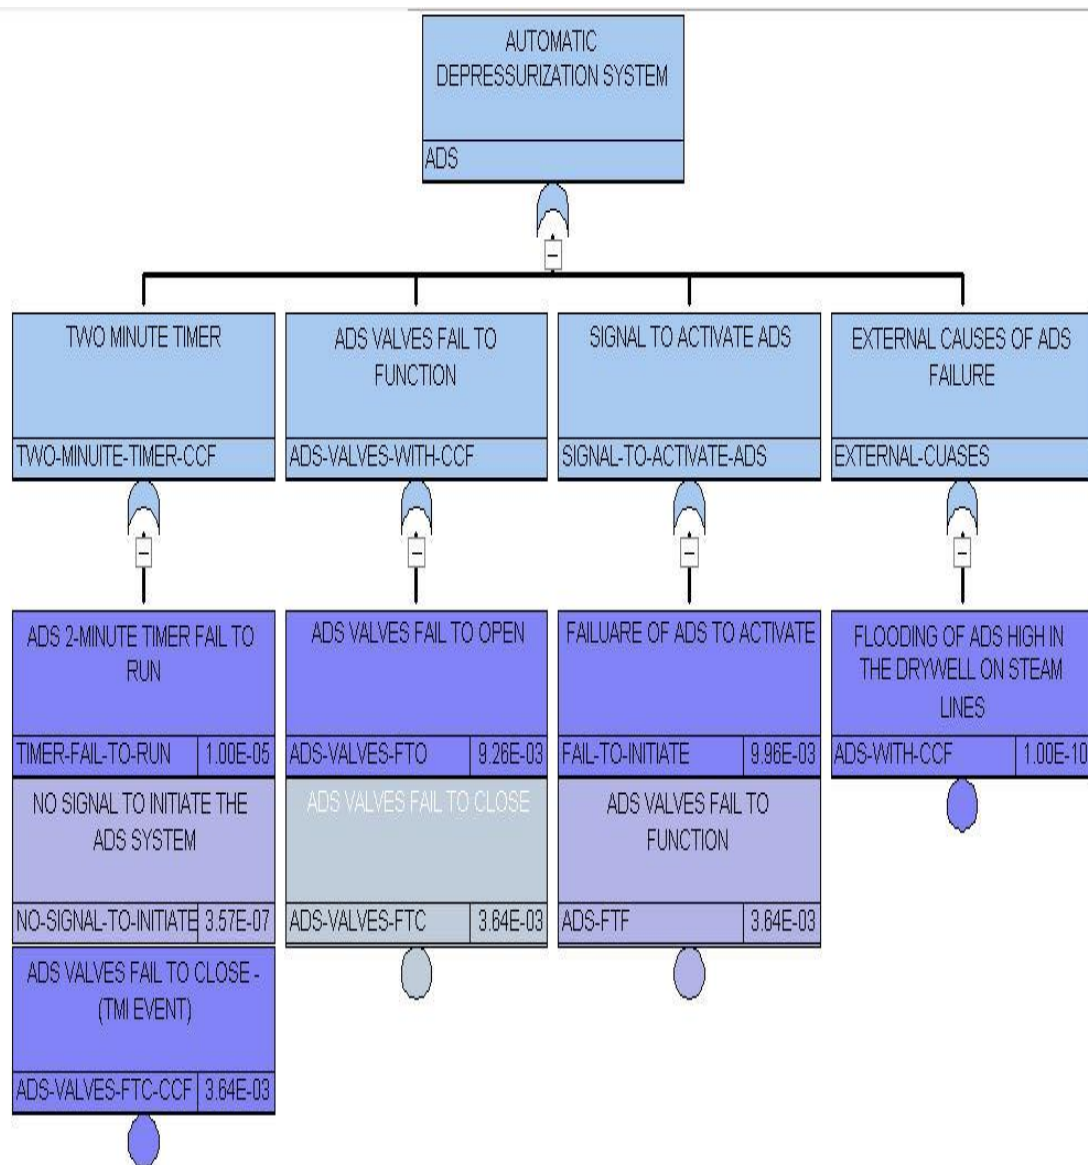 AUTOMATIC
DEPRESSURIZATION SYSTEM
ADS
TWO MINUTE TIMER
TWO-MINUITE-TIMER-CCF
ADS VALVES FAIL TO
FUNCTION
ADS-VALVES-WITH-CCF
SIGNAL TO ACTIVATE ADS
SIGNAL-TO-ACTIVATE-ADS
EXTERNAL CAUSES OF ADS
FAILURE
EXTERNAL-CUASES
ADS 2-MINUTE TIMER FAIL TO
RUN
TIMER-FAIL-TO-RUN 1.00E-05
NO SIGNAL TO INITIATE THE
ADS SYSTEM
NO-SIGNAL-TO-INITIATE 3.57E-07
ADS VALVES FAIL TO CLOSE -
(TMI EVENT)
ADS-VALVES-FTC-CCF 3.64E-03
ADS VALVES FAIL TO OPEN
ADS-VALVES-FTO 9.26E-03
ADS VALVES FAIL TO CLOSE
ADS-VALVES-FTC 3.64E-03
FAILUARE OF ADS TO ACTIVATE
FAIL-TO-INITIATE 9.96E-03
ADS VALVES FAIL TO
FUNCTION
ADS-FTF 3.64E-03
FLOODING OF ADS HIGH IN
THE DRYWELL ON STEAM
LINES
ADS-WITH-CCF 1.00E-10